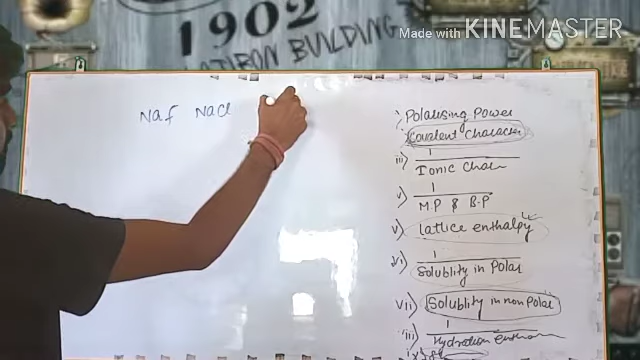 Made with KINEMASTER
1902
BUILDING
Naf NaCl
i) Polarising Power
Covalent Character
iii) 1
Ionic Char
v) 1
M.P & B.P
v) Lattice enthalpy
vi) 1
Solublity in Polar
vii) Solublity in non Polar
1